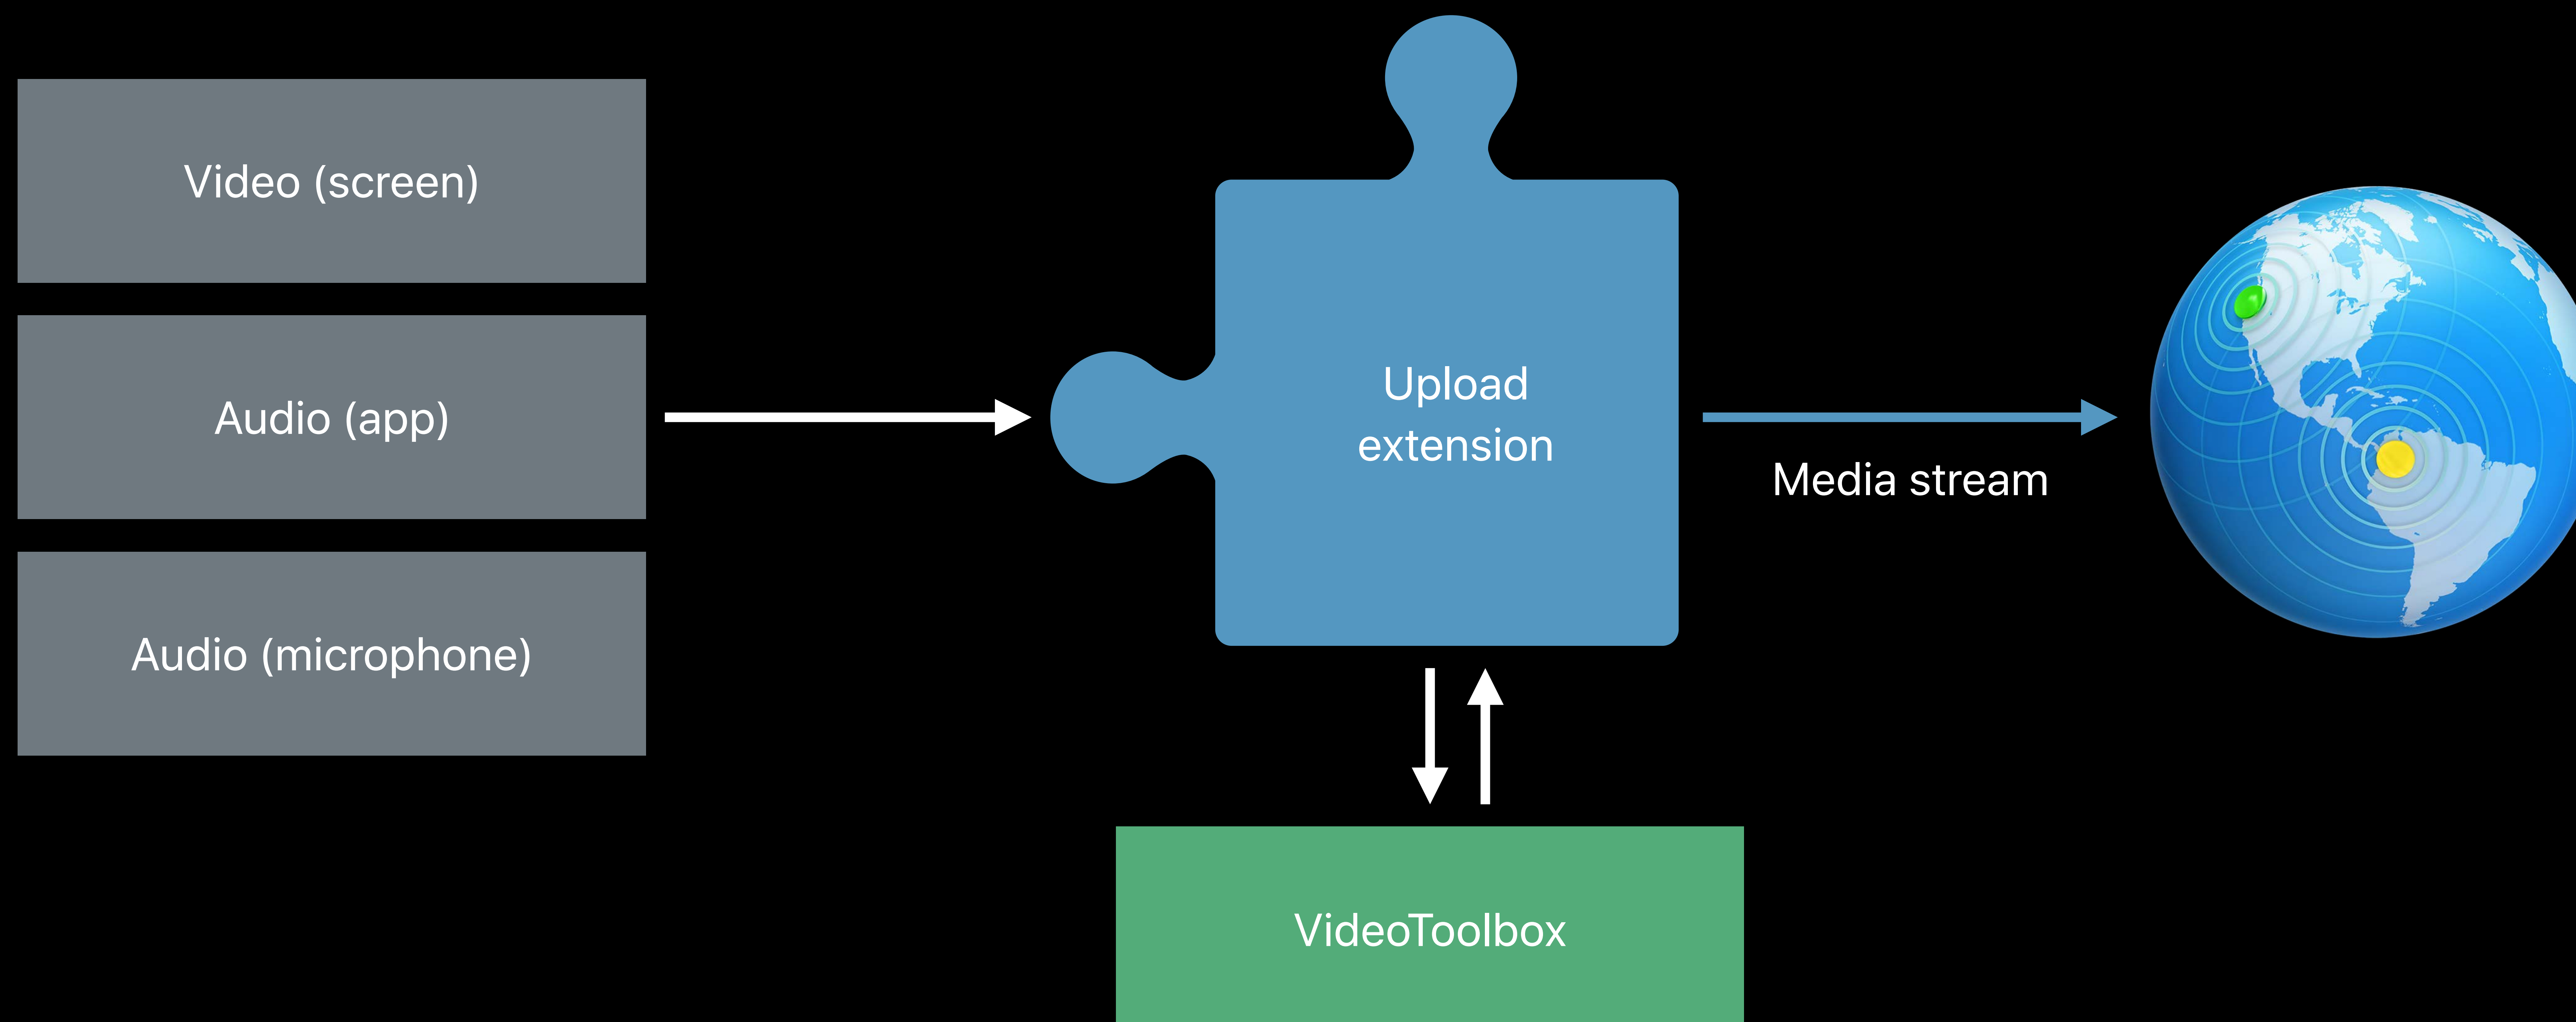 Video (screen)
Audio (app)
Audio (microphone)
Upload
extension
Media stream
VideoToolbox